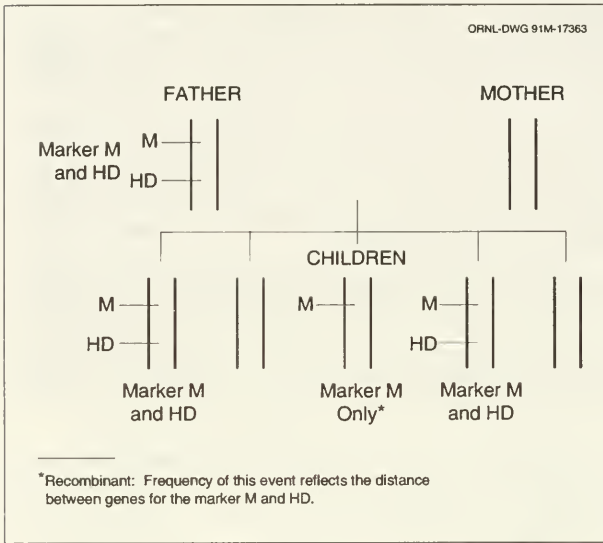 ORNL-DWG 91M-17363
FATHER
MOTHER
Marker M
and HD
M
HD
CHILDREN
M
HD
M
M
HD
Marker M
and HD
Marker M
Only*
Marker M
and HD
*Recombinant: Frequency of this event reflects the distance
between genes for the marker M and HD.